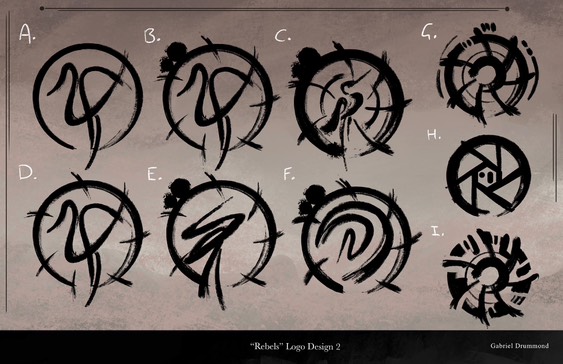 A.
B.
C.
G.
D.
E.
F.
H.
I.
“Rebels” Logo Design 2
Gabriel Drummond